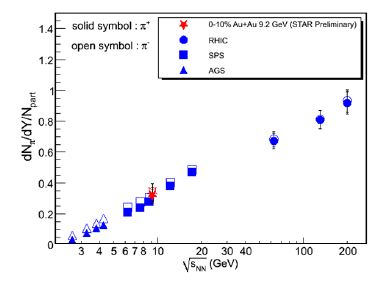 solid symbol : π⁺
open symbol : π⁻
0-10% Au+Au 9.2 GeV (STAR Preliminary)
RHIC
SPS
AGS
dN_π/dY/N_part
1.4
1.2
1
0.8
0.6
0.4
0.2
0
3 4 5 6 7 8 10 20 30 40 100 200
√s_NN (GeV)